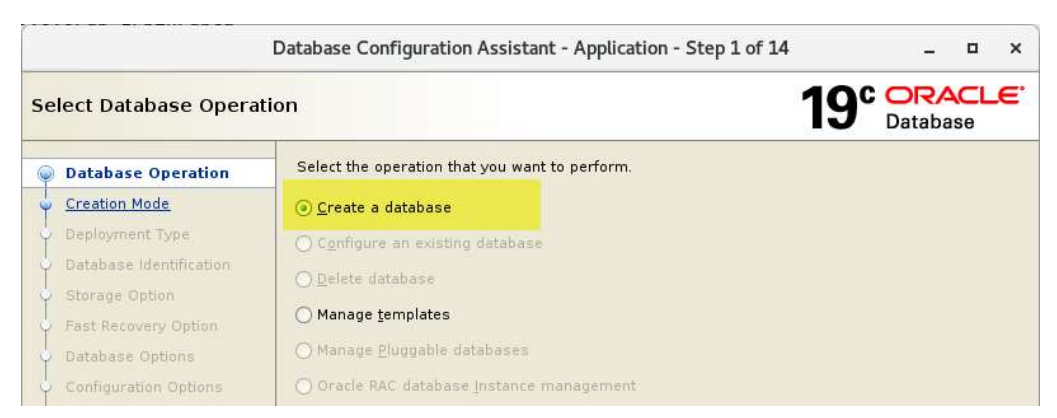 Database Configuration Assistant - Application - Step 1 of 14
Select Database Operation
19c ORACLE
Database
Database Operation
Creation Mode
Deployment Type
Database Identification
Storage Option
Fast Recovery Option
Database Options
Configuration Options
Select the operation that you want to perform.
Create a database
Configure an existing database
Delete database
Manage templates
Manage Pluggable databases
Oracle RAC database Instance management